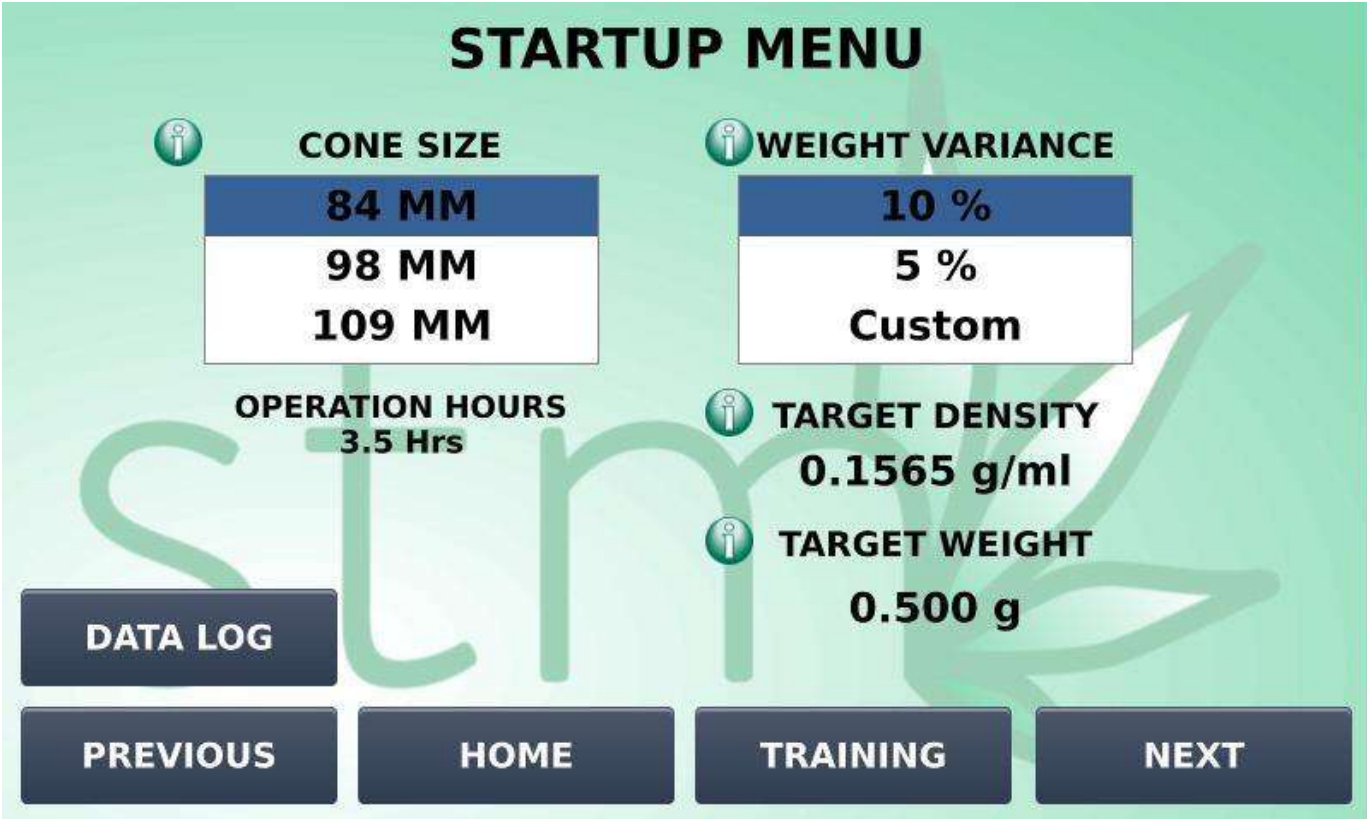 STARTUP MENU
CONE SIZE
84 MM
98 MM
109 MM
OPERATION HOURS
3.5 Hrs
WEIGHT VARIANCE
10 %
5 %
Custom
TARGET DENSITY
0.1565 g/ml
TARGET WEIGHT
0.500 g
stm
DATA LOG
PREVIOUS
HOME
TRAINING
NEXT